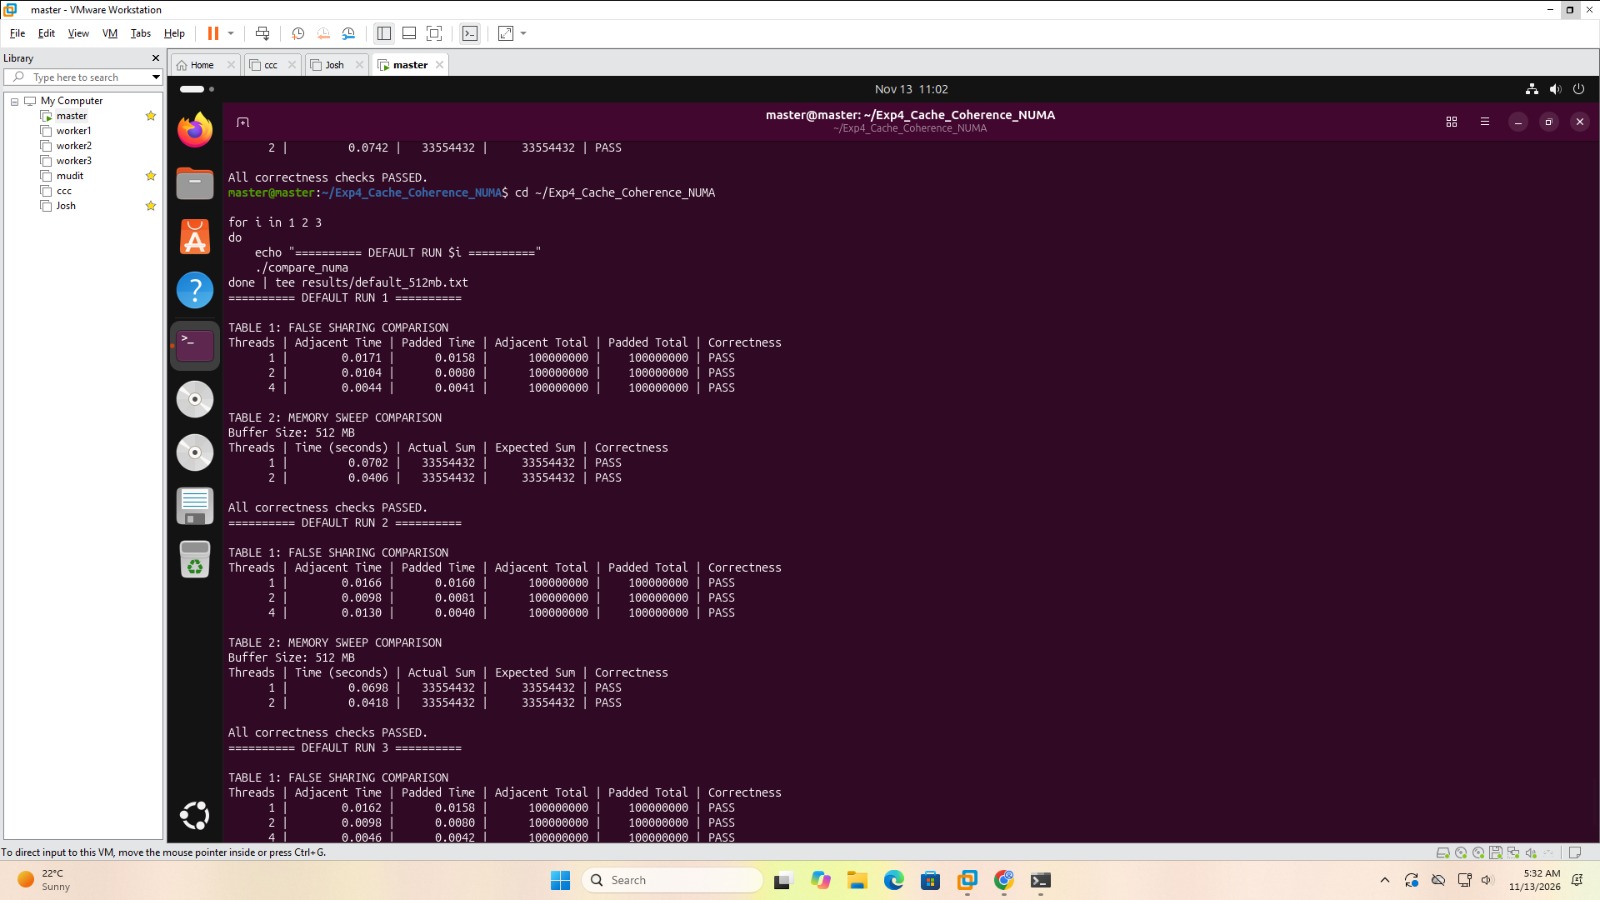 master - VMware Workstation
File Edit View VM Tabs Help
Library
Type here to search
My Computer
master
worker1
worker2
worker3
mudit
ccc
Josh
Home ccc Josh master
Nov 13 11:02
master@master: ~/Exp4_Cache_Coherence_NUMA
~/Exp4_Cache_Coherence_NUMA
2 | 0.0742 | 33554432 | 33554432 | PASS
All correctness checks PASSED.
master@master:~/Exp4_Cache_Coherence_NUMA$ cd ~/Exp4_Cache_Coherence_NUMA
for i in 1 2 3
do
echo "========== DEFAULT RUN $i =========="
./compare_numa
done | tee results/default_512mb.txt
========== DEFAULT RUN 1 ==========
TABLE 1: FALSE SHARING COMPARISON
Threads | Adjacent Time | Padded Time | Adjacent Total | Padded Total | Correctness
1 | 0.0171 | 0.0158 | 100000000 | 100000000 | PASS
2 | 0.0104 | 0.0080 | 100000000 | 100000000 | PASS
4 | 0.0044 | 0.0041 | 100000000 | 100000000 | PASS
TABLE 2: MEMORY SWEEP COMPARISON
Buffer Size: 512 MB
Threads | Time (seconds) | Actual Sum | Expected Sum | Correctness
1 | 0.0702 | 33554432 | 33554432 | PASS
2 | 0.0406 | 33554432 | 33554432 | PASS
All correctness checks PASSED.
========== DEFAULT RUN 2 ==========
TABLE 1: FALSE SHARING COMPARISON
Threads | Adjacent Time | Padded Time | Adjacent Total | Padded Total | Correctness
1 | 0.0166 | 0.0160 | 100000000 | 100000000 | PASS
2 | 0.0098 | 0.0081 | 100000000 | 100000000 | PASS
4 | 0.0130 | 0.0040 | 100000000 | 100000000 | PASS
TABLE 2: MEMORY SWEEP COMPARISON
Buffer Size: 512 MB
Threads | Time (seconds) | Actual Sum | Expected Sum | Correctness
1 | 0.0698 | 33554432 | 33554432 | PASS
2 | 0.0418 | 33554432 | 33554432 | PASS
All correctness checks PASSED.
========== DEFAULT RUN 3 ==========
TABLE 1: FALSE SHARING COMPARISON
Threads | Adjacent Time | Padded Time | Adjacent Total | Padded Total | Correctness
1 | 0.0162 | 0.0158 | 100000000 | 100000000 | PASS
2 | 0.0098 | 0.0080 | 100000000 | 100000000 | PASS
4 | 0.0046 | 0.0042 | 100000000 | 100000000 | PASS
To direct input to this VM, move the mouse pointer inside or press Ctrl+G.
22°C
Sunny
Search
5:32 AM
11/13/2026